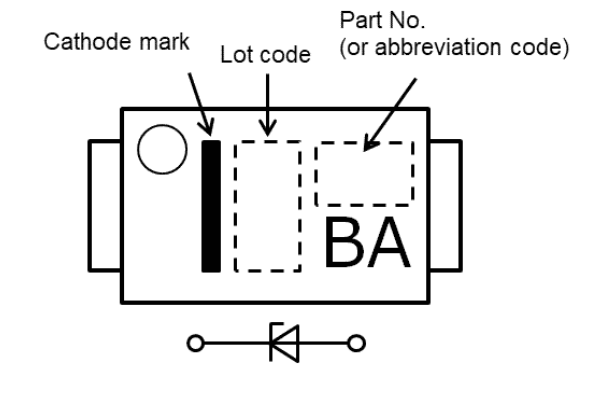 Cathode mark
Lot code
Part No.
(or abbreviation code)
BA